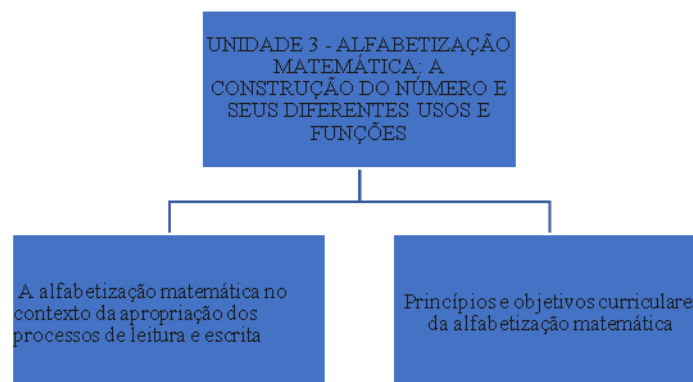 UNIDADE 3 - ALFABETIZAÇÃO
MATEMÁTICA: A
CONSTRUÇÃO DO NÚMERO E
SEUS DIFERENTES USOS E
FUNÇÕES
A alfabetização matemática no
contexto da apropriação dos
processos de leitura e escrita
Princípios e objetivos curriculares
da alfabetização matemática